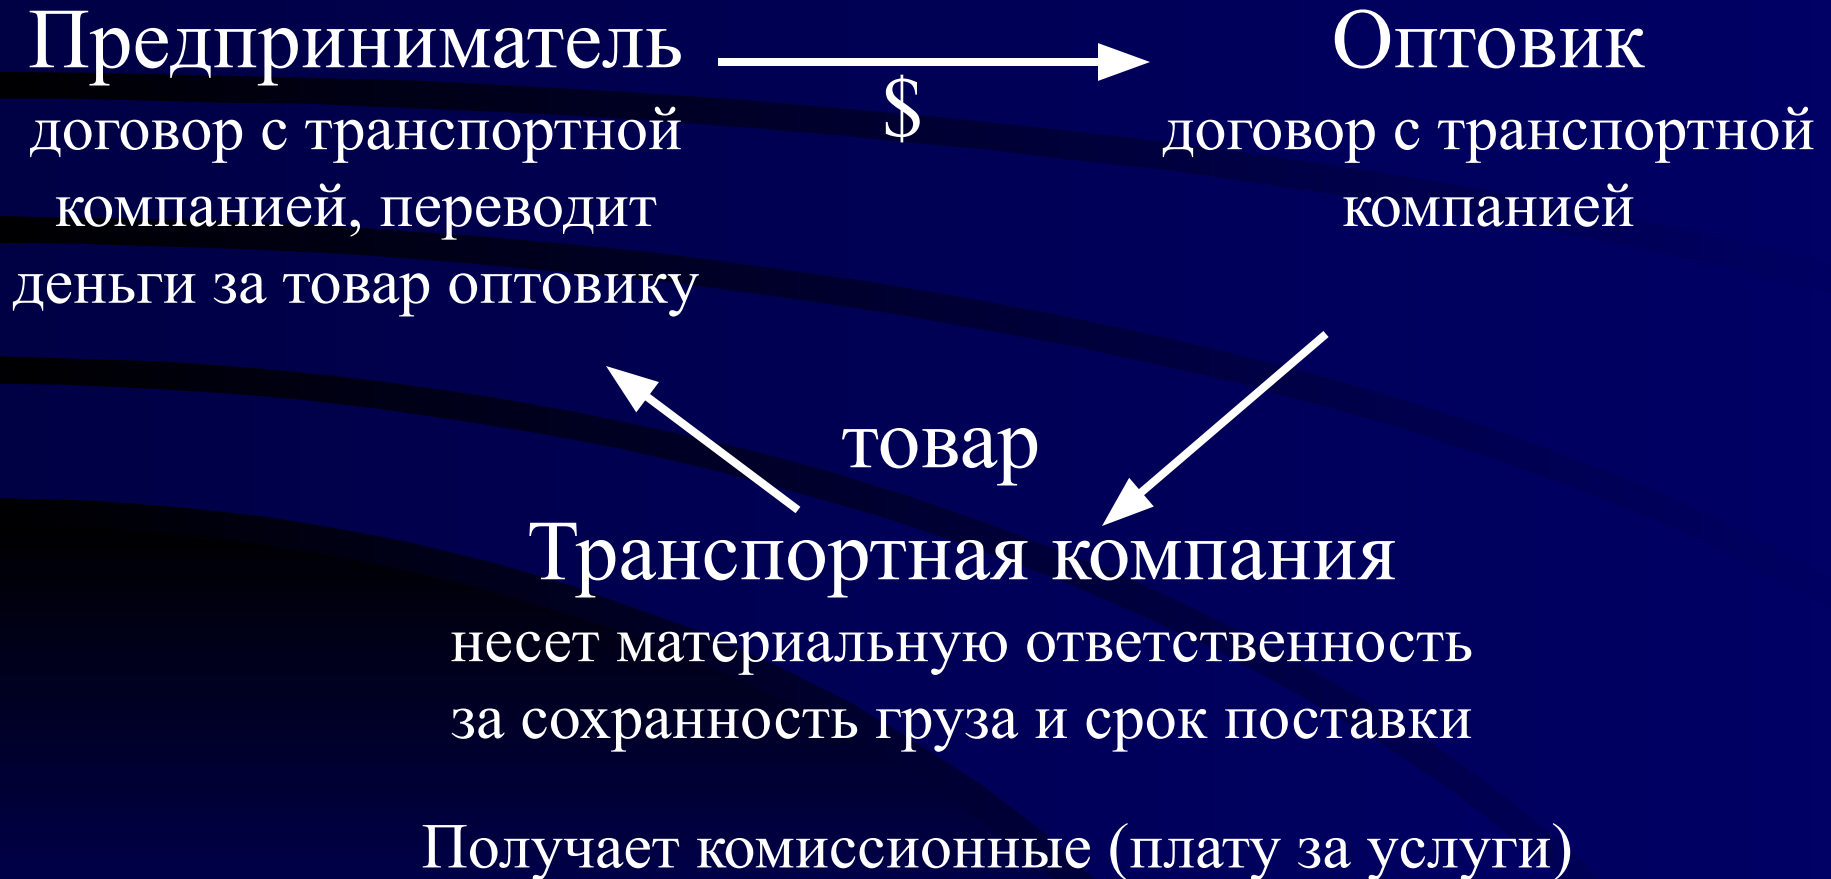 Предприниматель
договор с транспортной
компанией, переводит
деньги за товар оптовику
$
Оптовик
договор с транспортной
компанией
товар
Транспортная компания
несет материальную ответственность
за сохранность груза и срок поставки
Получает комиссионные (плату за услуги)